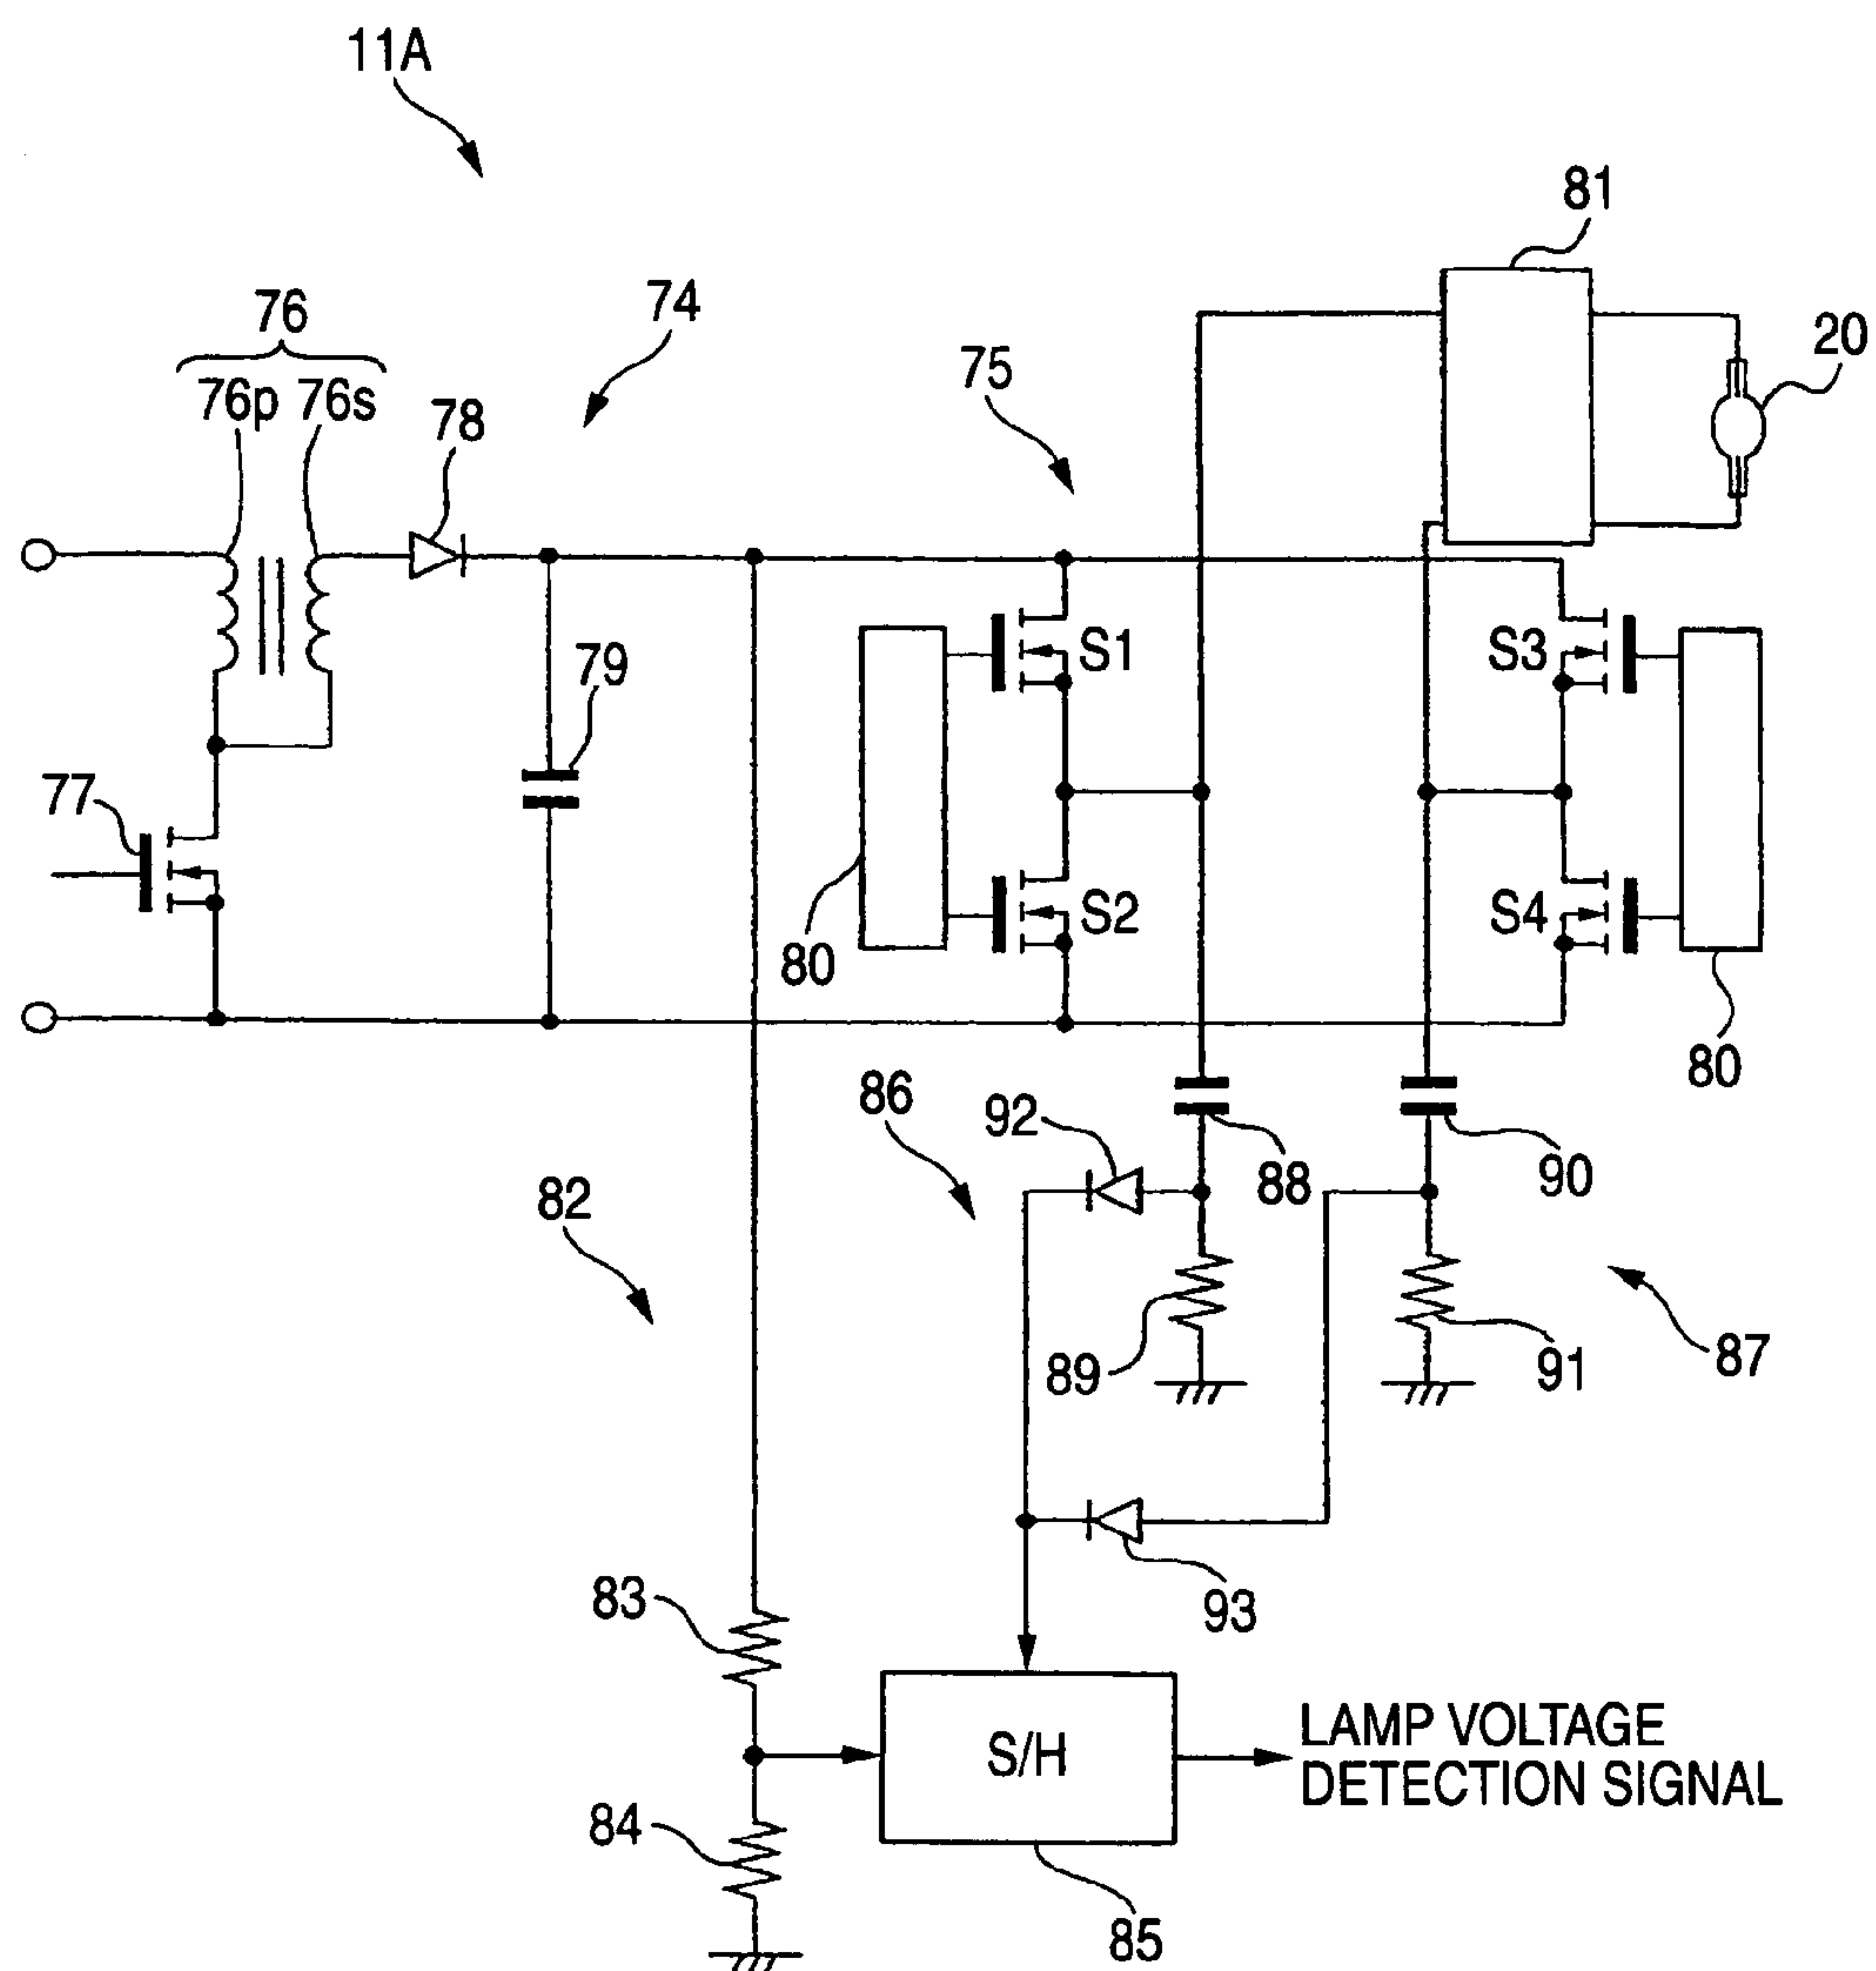 11A
81
76
74
20
75
76p 76s
78
S1
S3
79
77
S2
S4
80
80
86
92
88
90
82
89
91
87
83
93
S/H
LAMP VOLTAGE
DETECTION SIGNAL
84
85